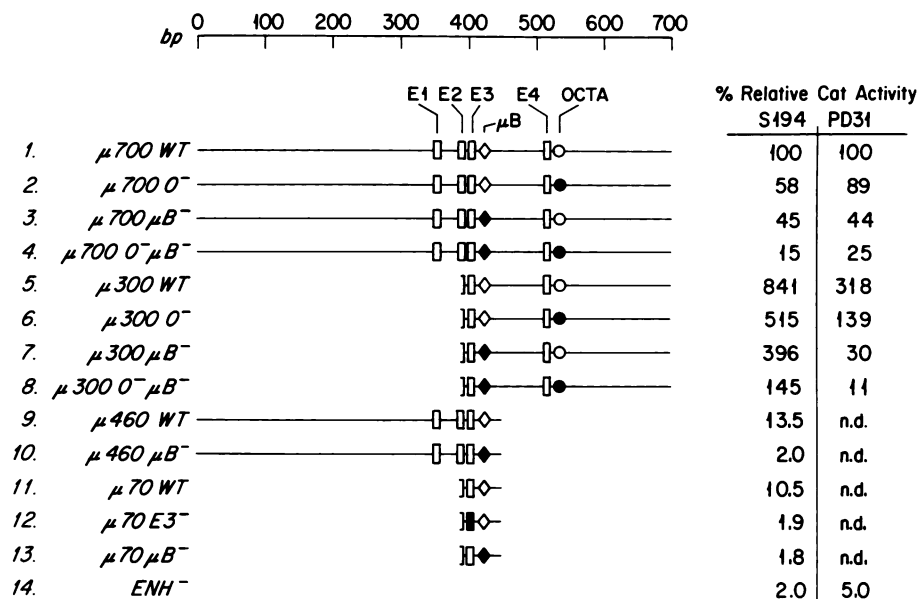 bp 0 100 200 300 400 500 600 700
E1 E2 E3 E4 OCTA
μB
% Relative Cat Activity
S194 PD31
1. μ700 WT 100 100
2. μ700 O⁻ 58 89
3. μ700 μB⁻ 45 44
4. μ700 O⁻μB⁻ 15 25
5. μ300 WT 841 318
6. μ300 O⁻ 515 139
7. μ300 μB⁻ 396 30
8. μ300 O⁻μB⁻ 145 11
9. μ460 WT 13.5 n.d.
10. μ460 μB⁻ 2.0 n.d.
11. μ70 WT 10.5 n.d.
12. μ70 E3⁻ 1.9 n.d.
13. μ70 μB⁻ 1.8 n.d.
14. ENH⁻ 2.0 5.0